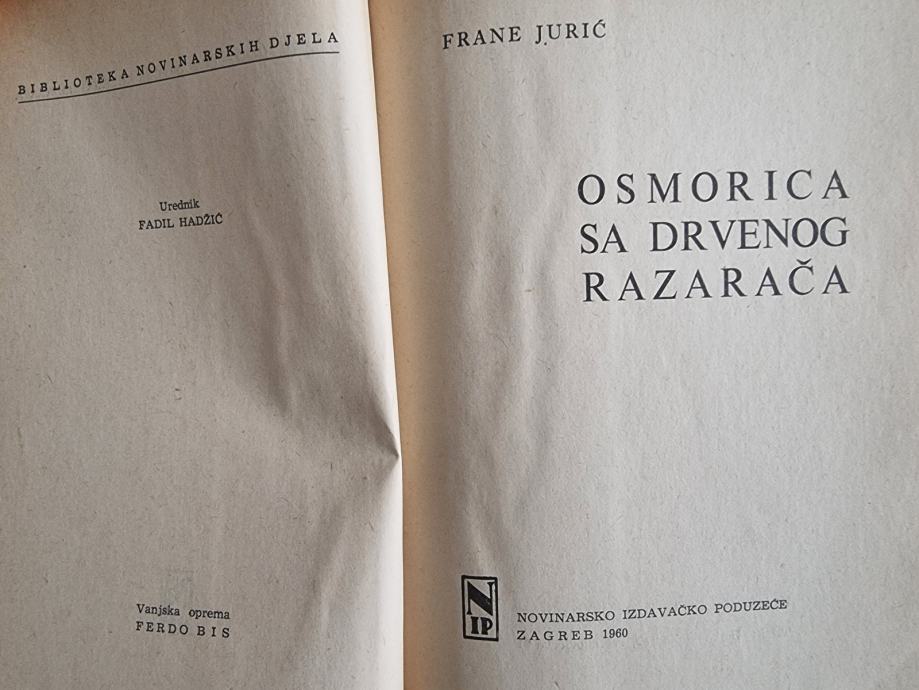 BIBLIOTEKA NOVINARSKIH DJELA
Urednik
FADIL HADŽIĆ
Vanjska oprema
FERDO BIS
FRANE JURIĆ
OSMORICA
SA DRVENOG
RAZARAČA
N
IP
NOVINARSKO IZDAVAČKO PODUZEĆE
ZAGREB 1960